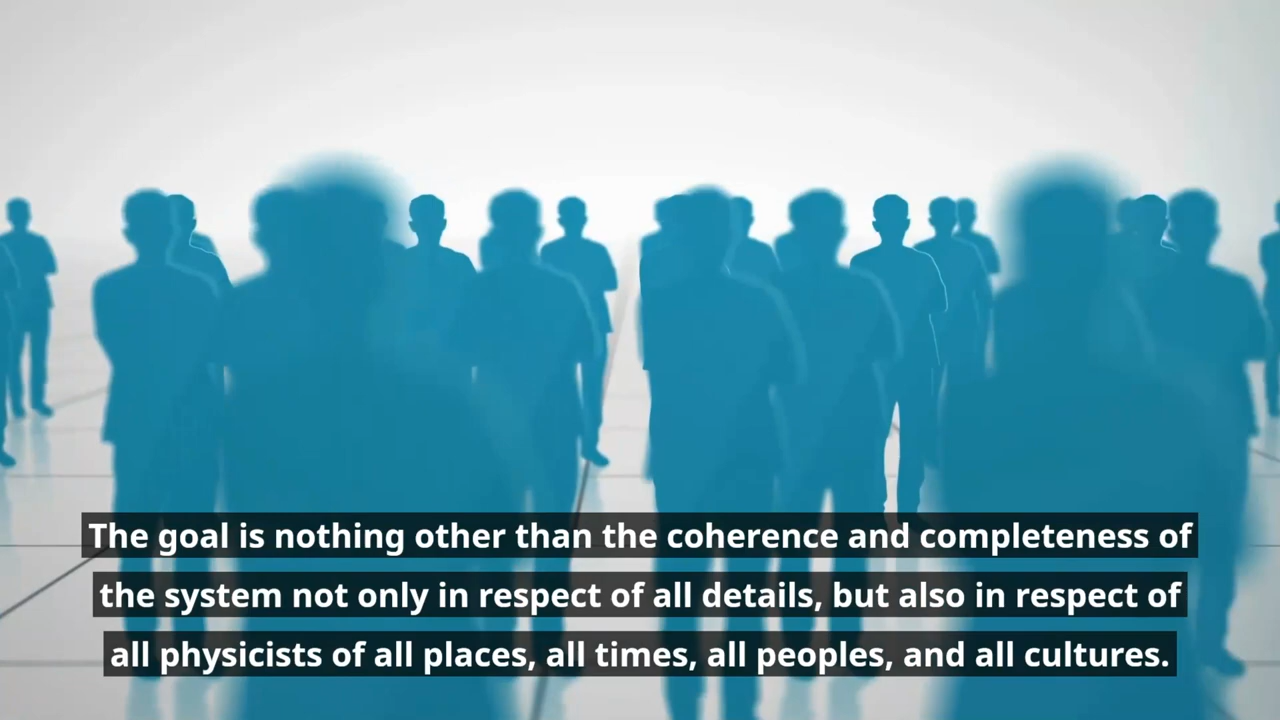 The goal is nothing other than the coherence and completeness of
the system not only in respect of all details, but also in respect of
all physicists of all places, all times, all peoples, and all cultures.